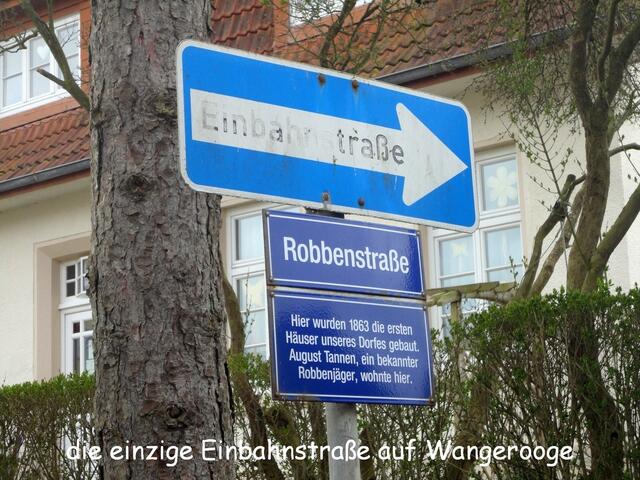 Einbahnstraße
Robbenstraße
Hier wurden 1863 die ersten
Häuser unseres Dorfes gebaut.
August Tannen, ein bekannter
Robbenjäger, wohnte hier.
die einzige Einbahnstraße auf Wangerooge